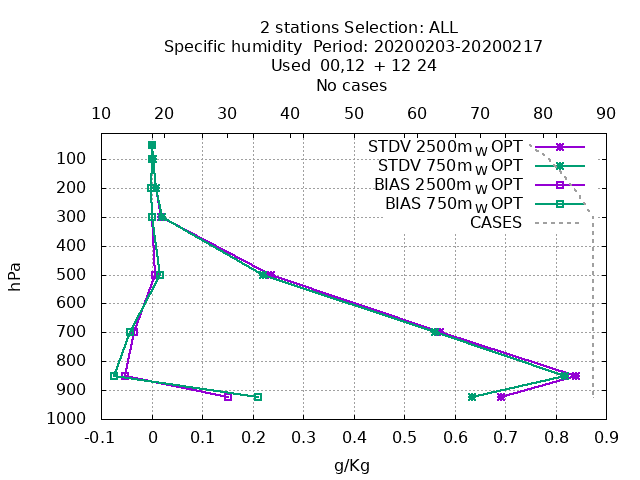 2 stations Selection: ALL
Specific humidity  Period: 20200203-20200217
Used  00,12  + 12 24
No cases
10 20 30 40 50 60 70 80 90
STDV 2500m W OPT
STDV 750m W OPT
BIAS 2500m W OPT
BIAS 750m W OPT
CASES
hPa
100
200
300
400
500
600
700
800
900
1000
-0.1 0 0.1 0.2 0.3 0.4 0.5 0.6 0.7 0.8 0.9
g/Kg